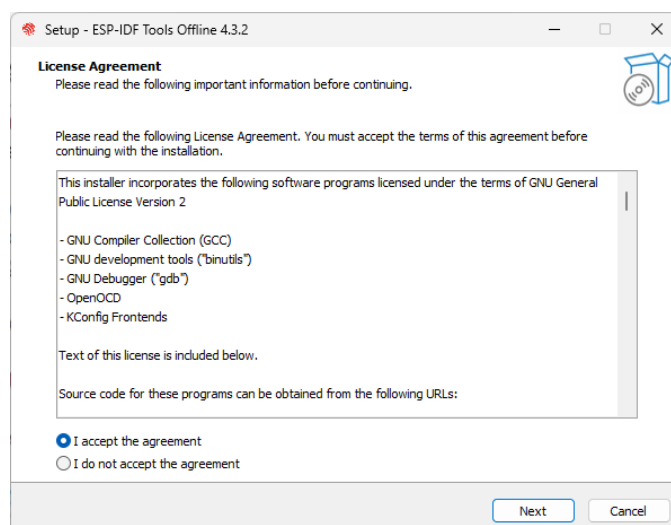 Setup - ESP-IDF Tools Offline 4.3.2
License Agreement
Please read the following important information before continuing.
Please read the following License Agreement. You must accept the terms of this agreement before
continuing with the installation.
This installer incorporates the following software programs licensed under the terms of GNU General
Public License Version 2
- GNU Compiler Collection (GCC)
- GNU development tools ("binutils")
- GNU Debugger ("gdb")
- OpenOCD
- KConfig Frontends
Text of this license is included below.
Source code for these programs can be obtained from the following URLs:
I accept the agreement
I do not accept the agreement
Next
Cancel